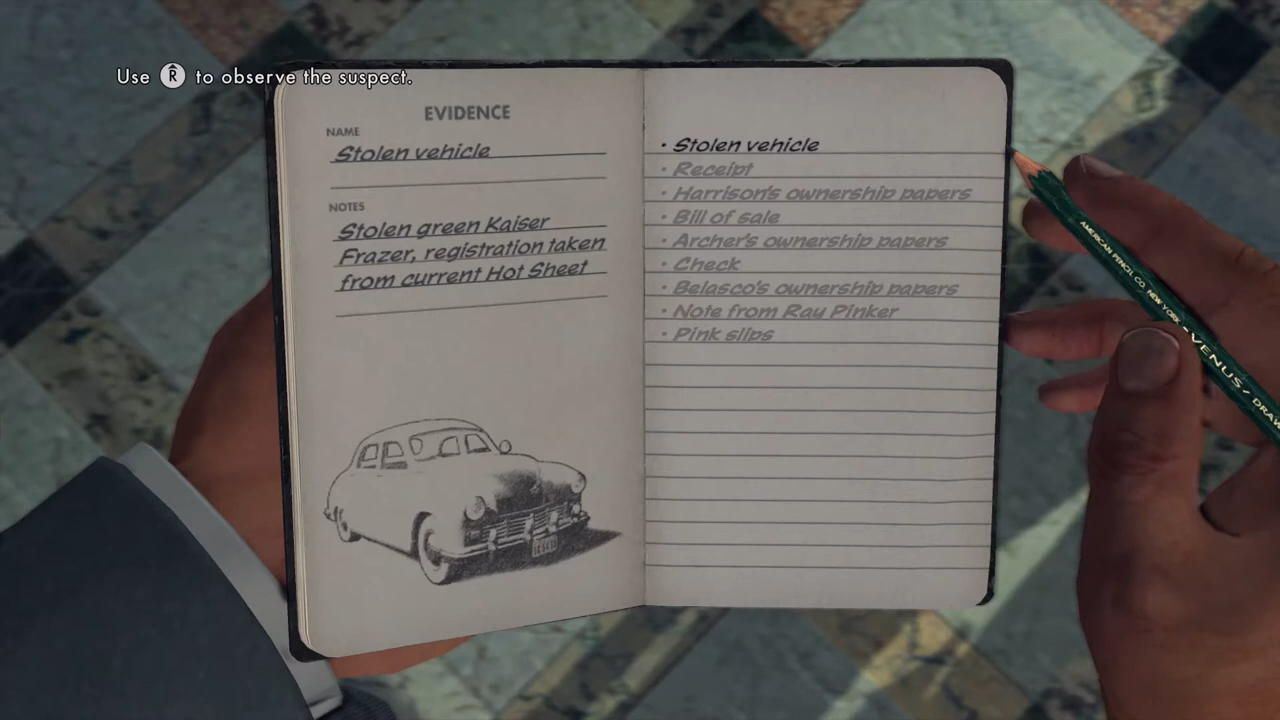 Use R to observe the suspect.
EVIDENCE
NAME
Stolen vehicle
NOTES
Stolen green Kaiser
Frazer, registration taken
from current Hot Sheet
• Stolen vehicle
• Receipt
• Harrison's ownership papers
• Bill of sale
• Archer's ownership papers
• Check
• Belasco's ownership papers
• Note from Ray Pinker
• Pink slips
AMERICAN PENCIL CO. NEW YORK VENUS DRAW